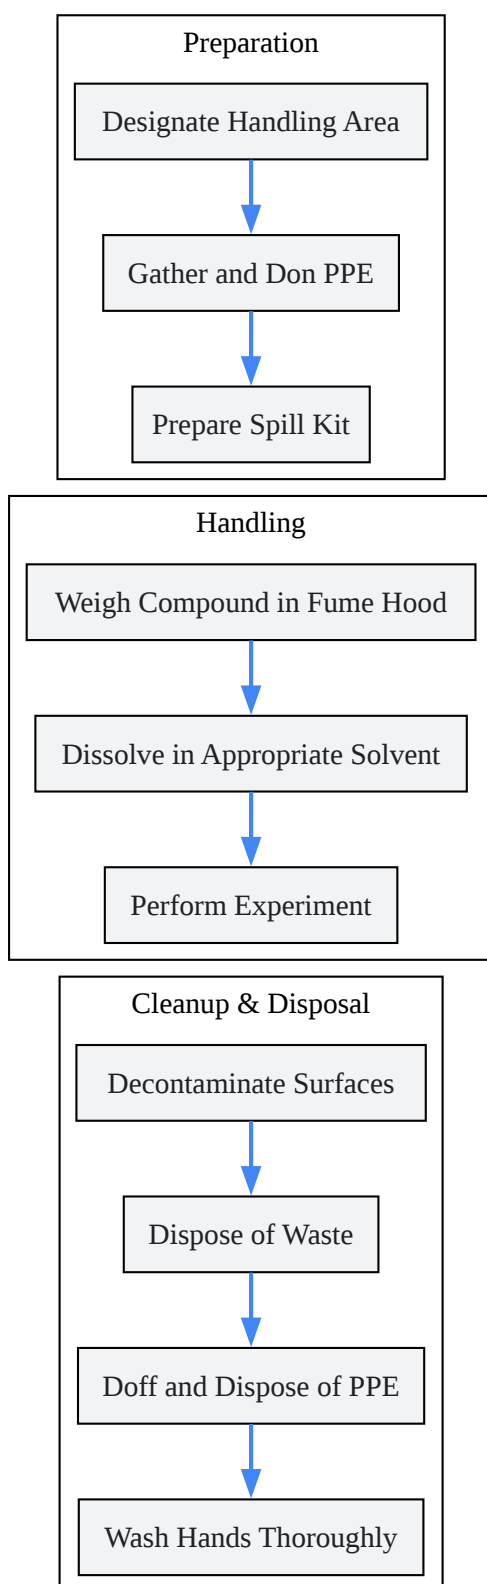 Preparation
Designate Handling Area
Gather and Don PPE
Prepare Spill Kit
Handling
Weigh Compound in Fume Hood
Dissolve in Appropriate Solvent
Perform Experiment
Cleanup & Disposal
Decontaminate Surfaces
Dispose of Waste
Doff and Dispose of PPE
Wash Hands Thoroughly